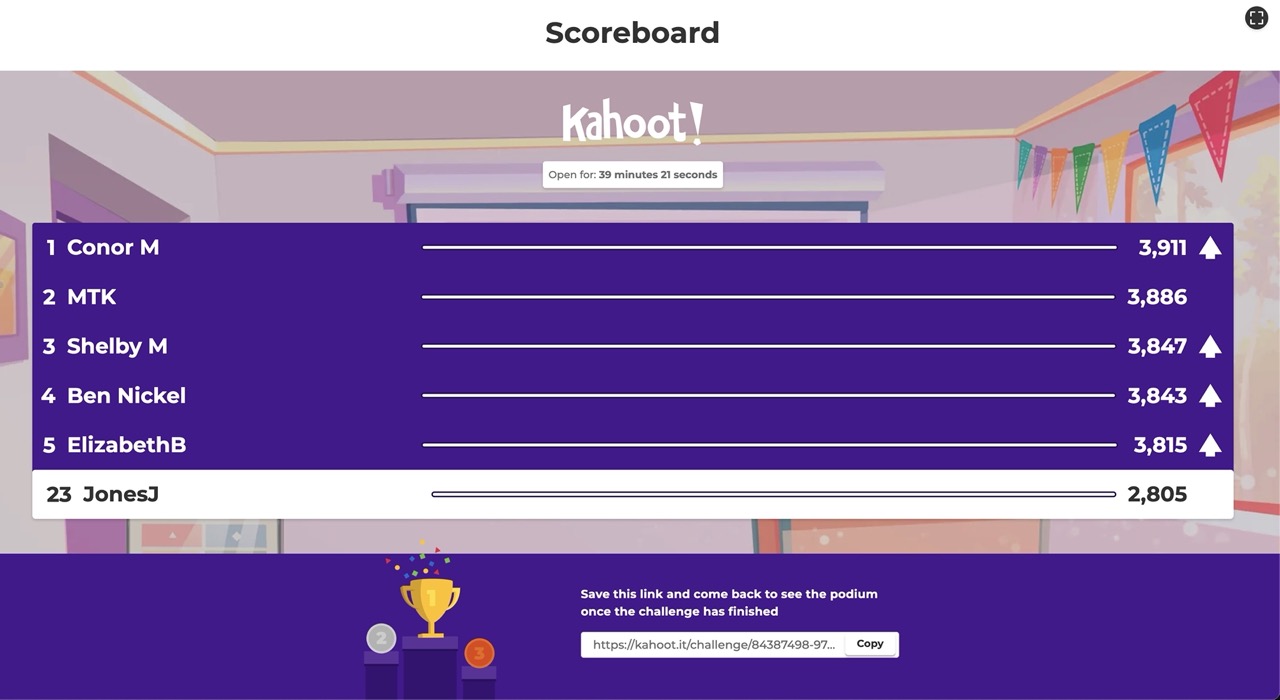 Scoreboard
Kahoot!
Open for: 39 minutes 21 seconds
1 Conor M 3,911
2 MTK 3,886
3 Shelby M 3,847
4 Ben Nickel 3,843
5 ElizabethB 3,815
23 JonesJ 2,805
1
2
3
Save this link and come back to see the podium
once the challenge has finished
https://kahoot.it/challenge/84387498-97... Copy